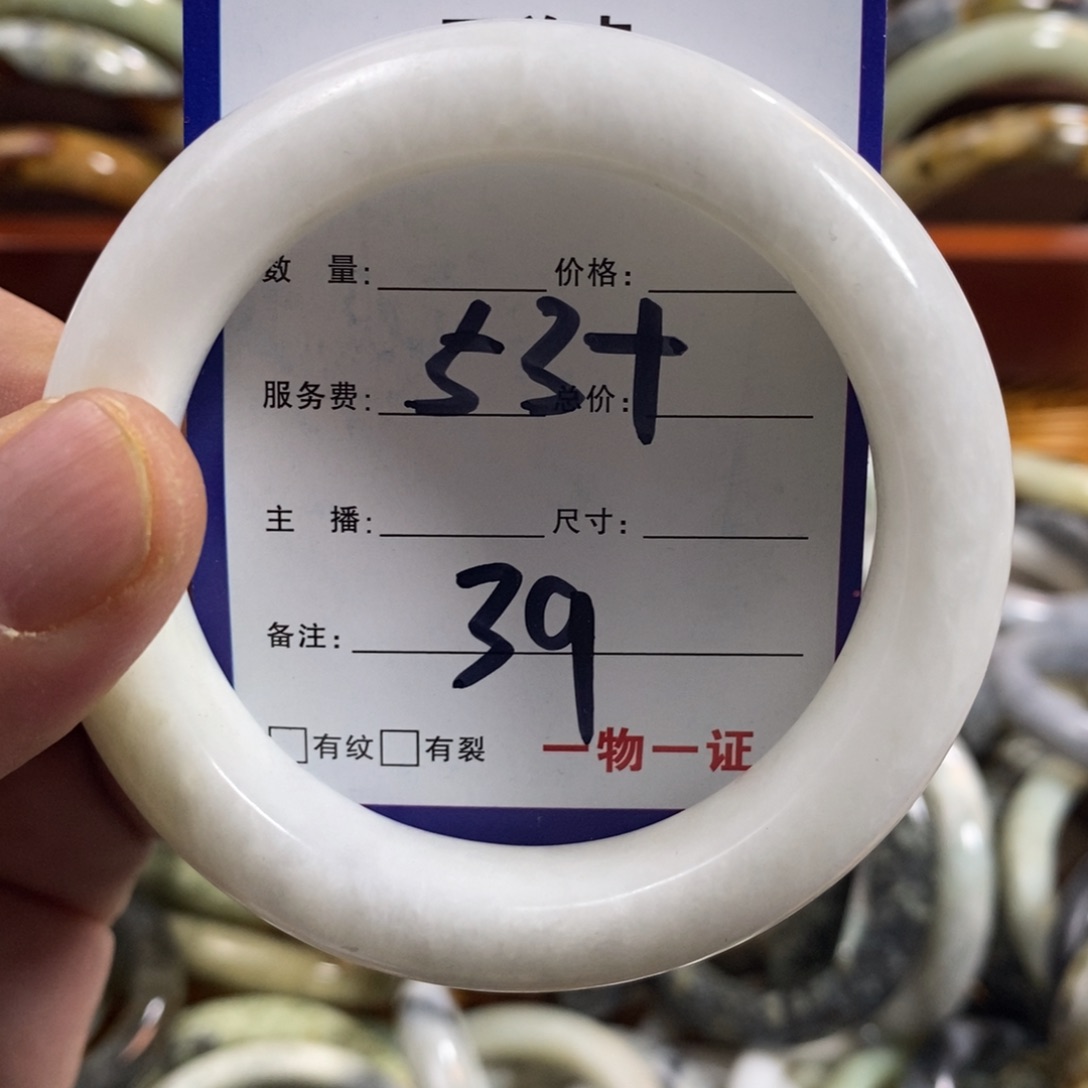 数 量: 价格:
53+
服务费: 总价:
主 播: 尺寸:
39
备注:
□有纹□有裂 一物一证